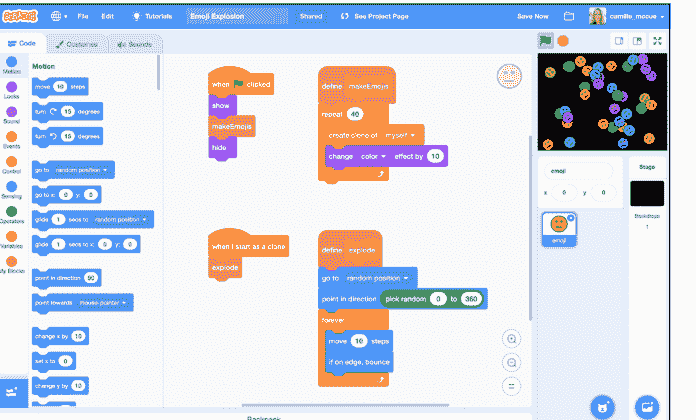 SCRATCH
File Edit Tutorials Emoji Explosion Shared See Project Page Save Now camille_mccue
Code Costumes Sounds
Motion
Looks
Sound
Events
Control
Sensing
Operators
Variables
My Blocks
Motion
move 10 steps
turn 15 degrees
turn 15 degrees
go to random position
go to x: 0 y: 0
glide 1 secs to random position
glide 1 secs to x: 0 y: 0
point in direction 90
point towards mouse-pointer
change x by 10
set x to 0
change y by 10
when clicked
show
makeEmojis
hide
define makeEmojis
repeat 40
create clone of myself
change color effect by 10
when I start as a clone
explode
define explode
go to random position
point in direction pick random 0 to 360
forever
move 10 steps
if on edge, bounce
Backpack
emoji
x 0 y 0
emoji
Stage
Backdrops
1